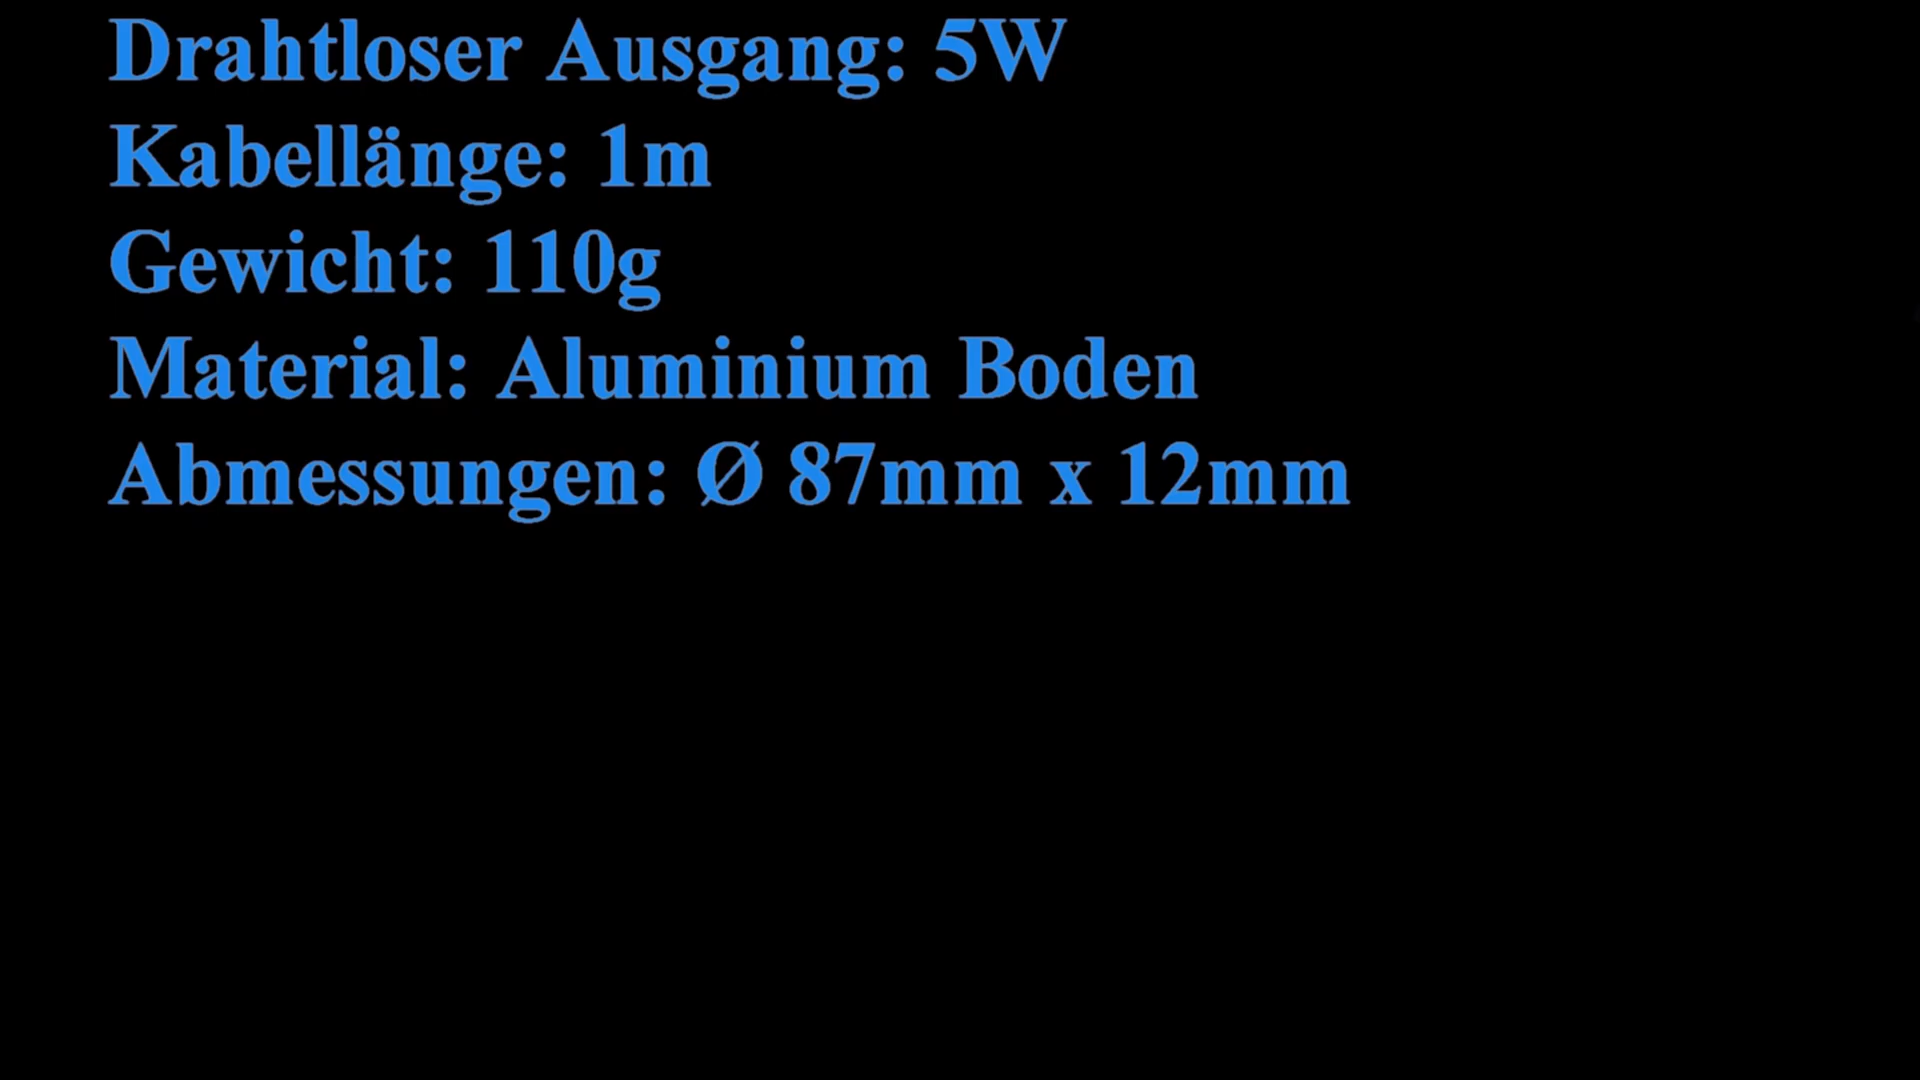 Drahtloser Ausgang: 5W
Kabellänge: 1m
Gewicht: 110g
Material: Aluminium Boden
Abmessungen: Ø 87mm x 12mm